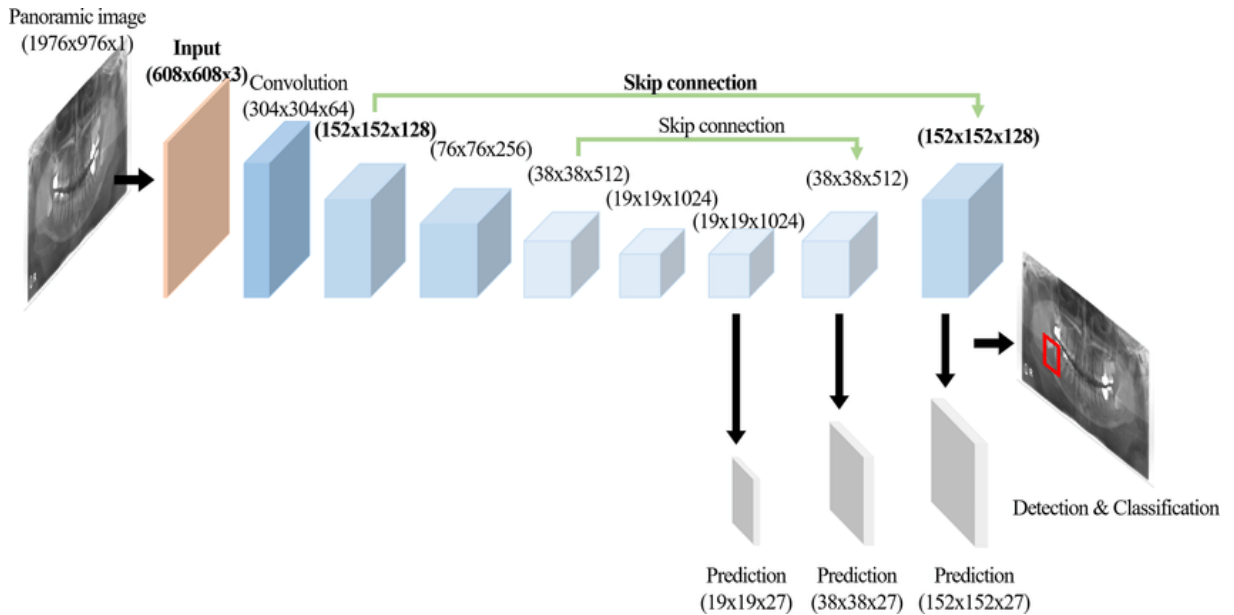 Panoramic image
(1976x976x1)
Input
(608x608x3)
Convolution
(304x304x64)
(152x152x128)
(76x76x256)
(38x38x512)
(19x19x1024)
(19x19x1024)
(38x38x512)
(152x152x128)
Skip connection
Skip connection
R
R
Detection & Classification
Prediction
(19x19x27)
Prediction
(38x38x27)
Prediction
(152x152x27)